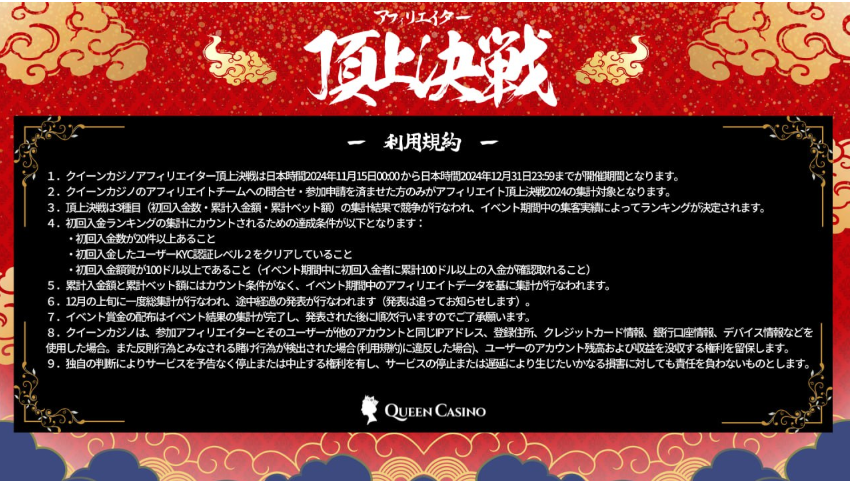 アフィリエイター
頂上決戦
ー 利用規約 ー
1．クイーンカジノアフィリエイター頂上決戦は日本時間2024年11月15日00:00 から日本時間2024年12月31日23:59までが開催期間となります。
2．クイーンカジノのアフィリエイトチームへの問合せ・参加申請を済ませた方のみがアフィリエイト頂上決戦2024の集計対象となります。
3．頂上決戦は3種目（初回入金数・累計入金額・累計ベット額）の集計結果で競争が行なわれ、イベント期間中の集客実績によってランキングが決定されます。
4．初回入金ランキングの集計にカウントされるための達成条件が以下となります：
・初回入金数が20件以上あること
・初回入金したユーザーKYC認証レベル２をクリアしていること
・初回入金額質が100ドル以上であること（イベント期間中に初回入金者に累計100ドル以上の入金が確認取れること）
5．累計入金額と累計ベット額にはカウント条件がなく、イベント期間中のアフィリエイトデータを基に集計が行なわれます。
6．12月の上旬に一度総集計が行なわれ、途中経過の発表が行なわれます（発表は追ってお知らせします）。
7．イベント賞金の配布はイベント結果の集計が完了し、発表された後に順次行いますのでご了承願います。
8．クイーンカジノは、参加アフィリエイターとそのユーザーが他のアカウントと同じIPアドレス、登録住所、クレジットカード情報、銀行口座情報、デバイス情報などを
使用した場合。また反則行為とみなされる賭け行為が検出された場合(利用規約)に違反した場合)、ユーザーのアカウント残高および収益を没収する権利を留保します。
9．独自の判断によりサービスを予告なく停止または中止する権利を有し、サービスの停止または遅延により生じたいかなる損害に対しても責任を負わないものとします。
QUEEN CASINO